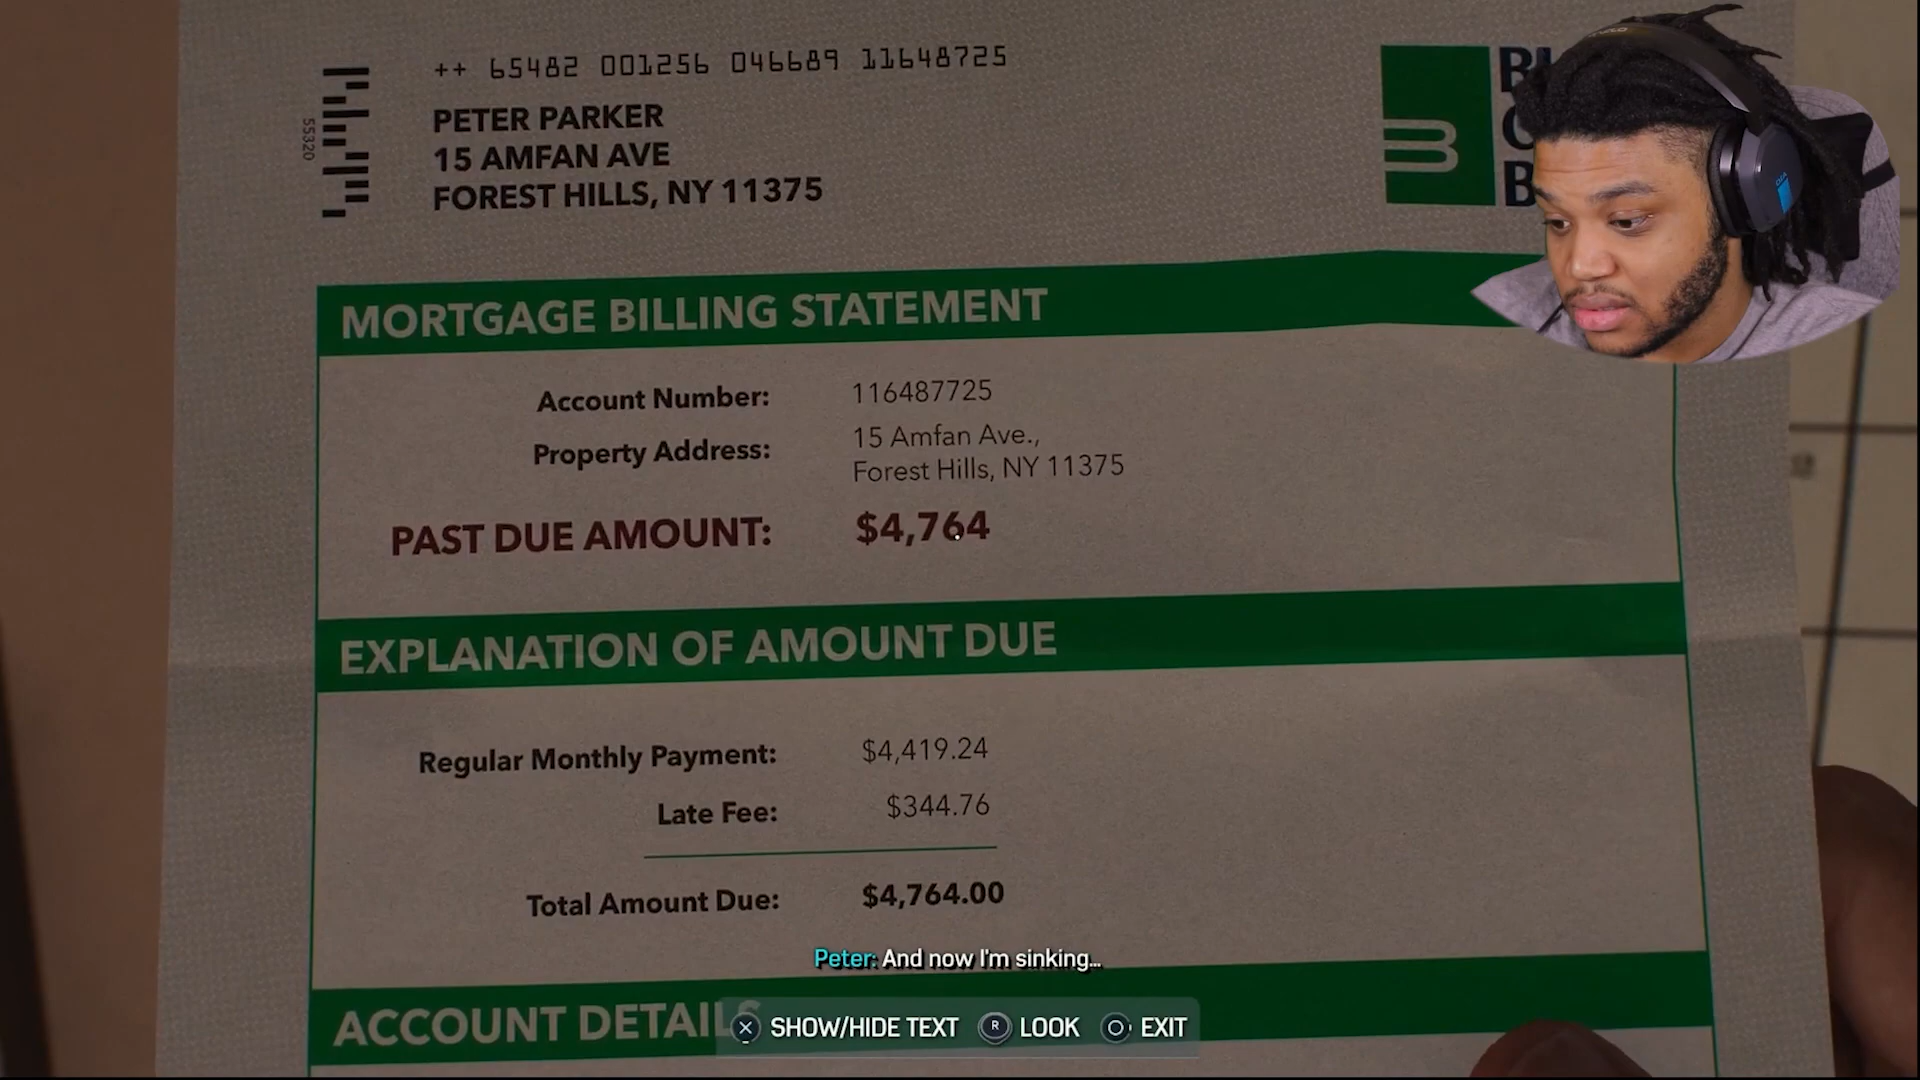 ++ 65482 001256 046689 11648725
55320
PETER PARKER
15 AMFAN AVE
FOREST HILLS, NY 11375
MORTGAGE BILLING STATEMENT
Account Number: 116487725
Property Address: 15 Amfan Ave.,
Forest Hills, NY 11375
PAST DUE AMOUNT: $4,764
EXPLANATION OF AMOUNT DUE
Regular Monthly Payment: $4,419.24
Late Fee: $344.76
Total Amount Due: $4,764.00
Peter: And now I'm sinking...
ACCOUNT DETAILS
SHOW/HIDE TEXT R LOOK EXIT